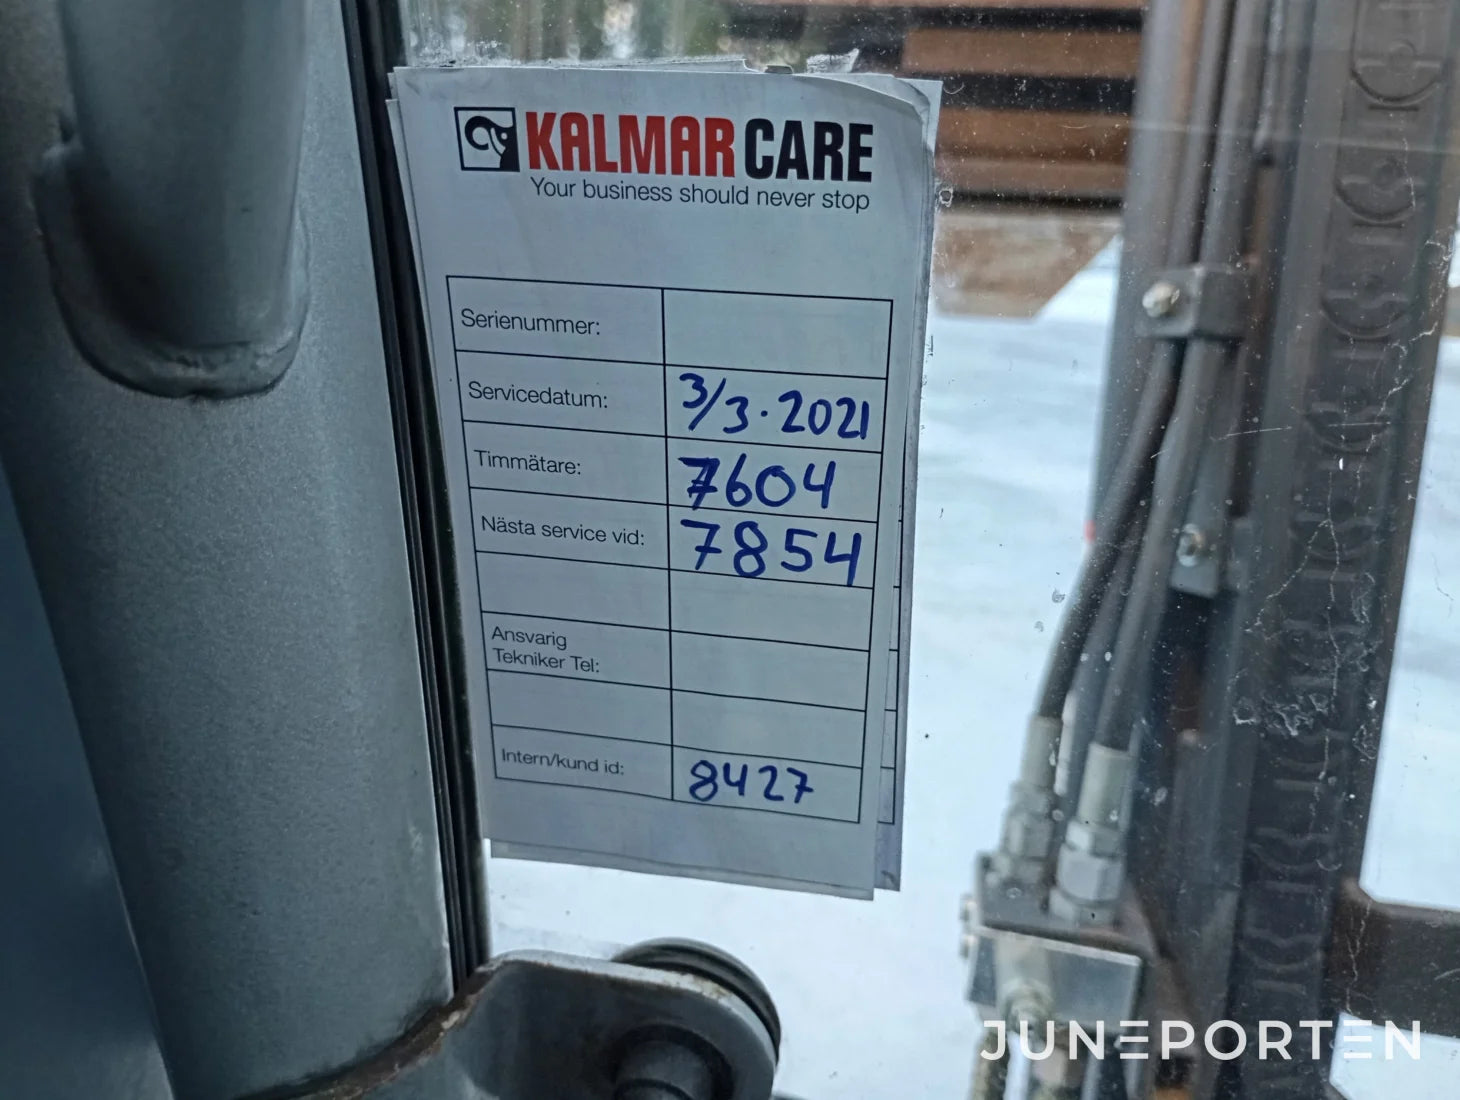 KALMAR CARE
Your business should never stop
Serienummer:
Servicedatum: 3/3.2021
Timmätare: 7604
Nästa service vid: 7854
Ansvarig
Tekniker Tel:
Intern/kund id: 8427
JUNEPORTEN